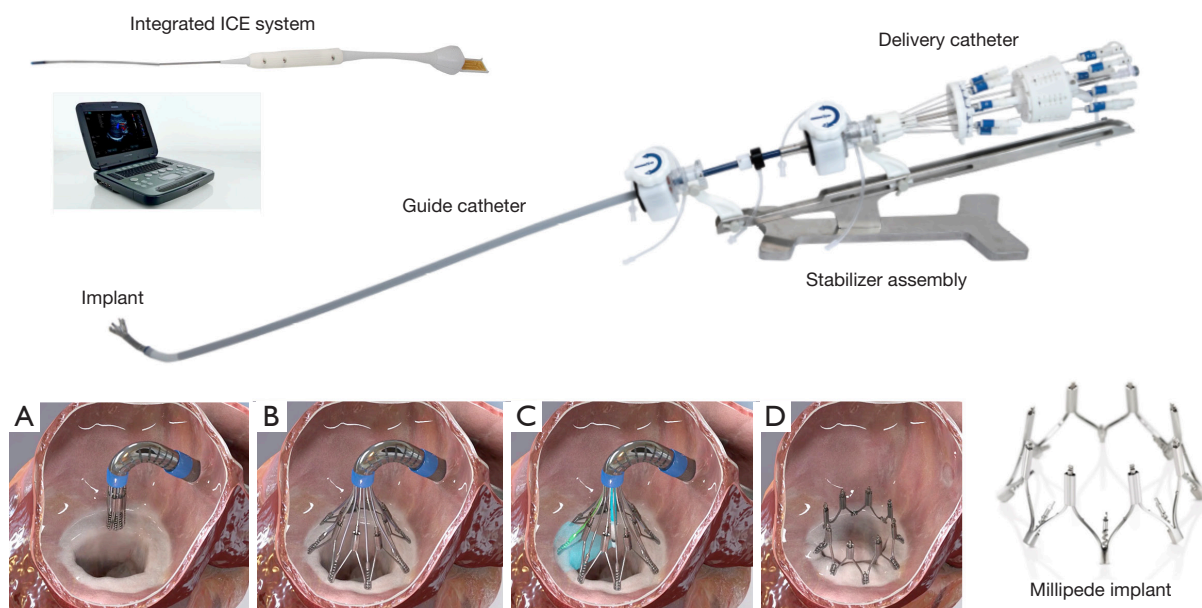 Integrated ICE system
Delivery catheter
Guide catheter
Stabilizer assembly
Implant
A
B
C
D
Millipede implant